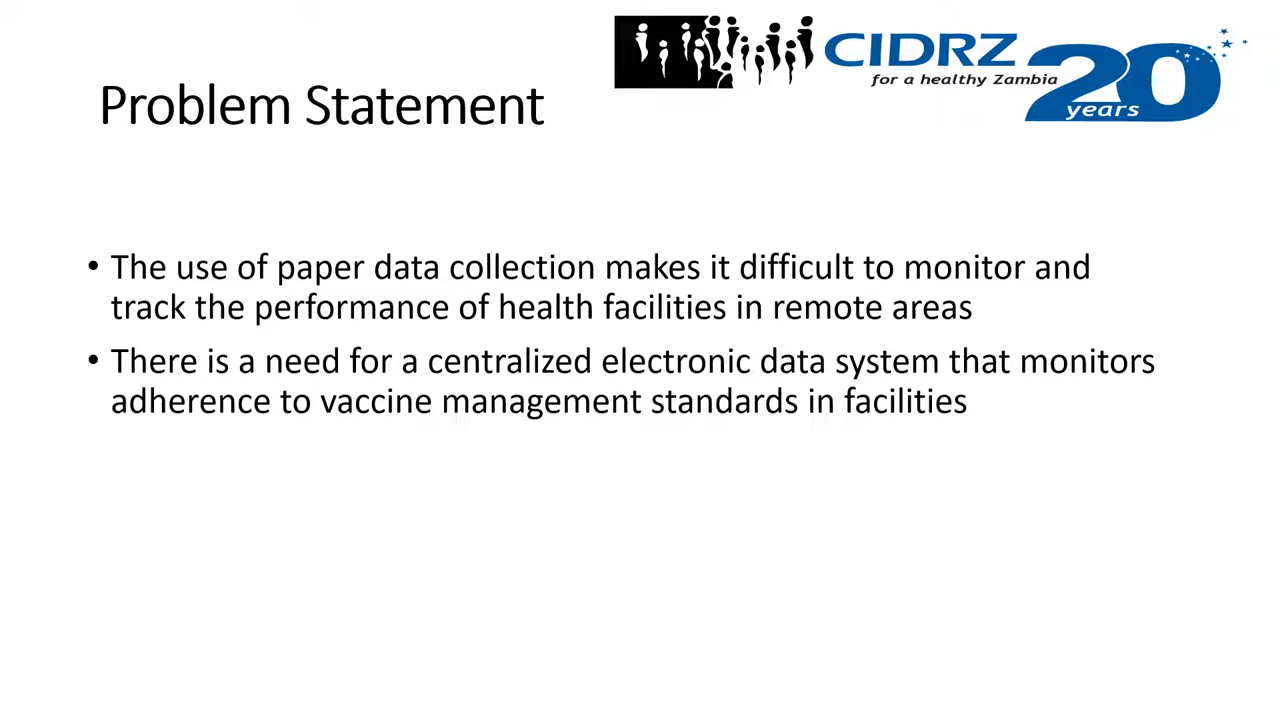 CIDRZ
for a healthy Zambia
20
years
Problem Statement
• The use of paper data collection makes it difficult to monitor and
track the performance of health facilities in remote areas
• There is a need for a centralized electronic data system that monitors
adherence to vaccine management standards in facilities